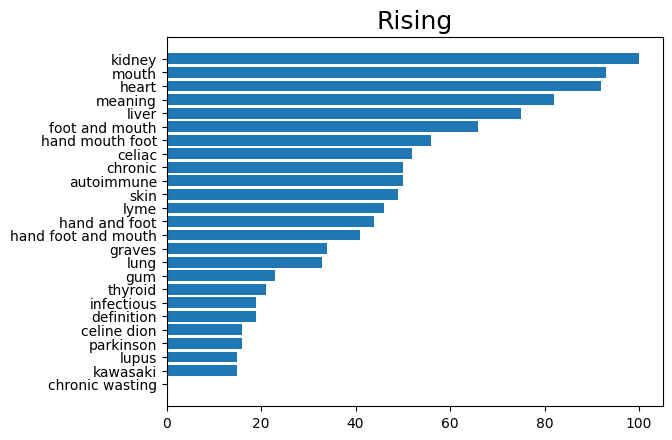 Rising
kidney
mouth
heart
meaning
liver
foot and mouth
hand mouth foot
celiac
chronic
autoimmune
skin
lyme
hand and foot
hand foot and mouth
graves
lung
gum
thyroid
infectious
definition
celine dion
parkinson
lupus
kawasaki
chronic wasting
0 20 40 60 80 100